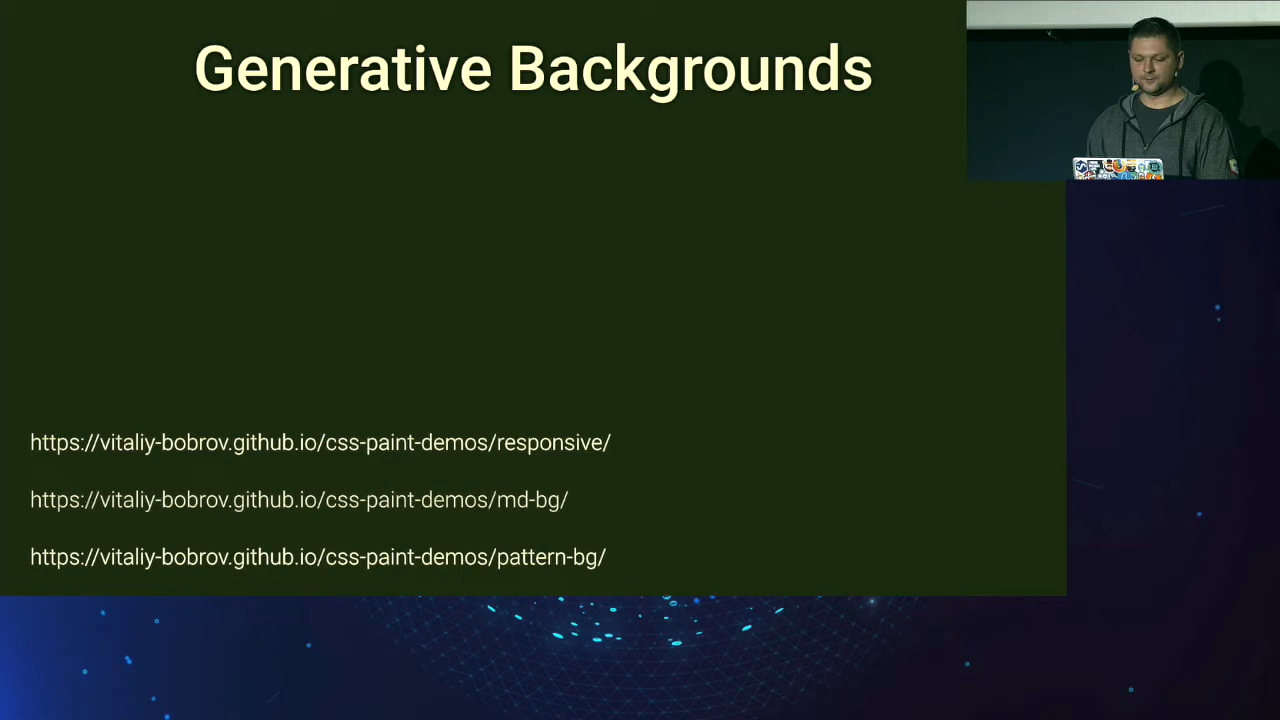 Generative Backgrounds
https://vitaliy-bobrov.github.io/css-paint-demos/responsive/
https://vitaliy-bobrov.github.io/css-paint-demos/md-bg/
https://vitaliy-bobrov.github.io/css-paint-demos/pattern-bg/